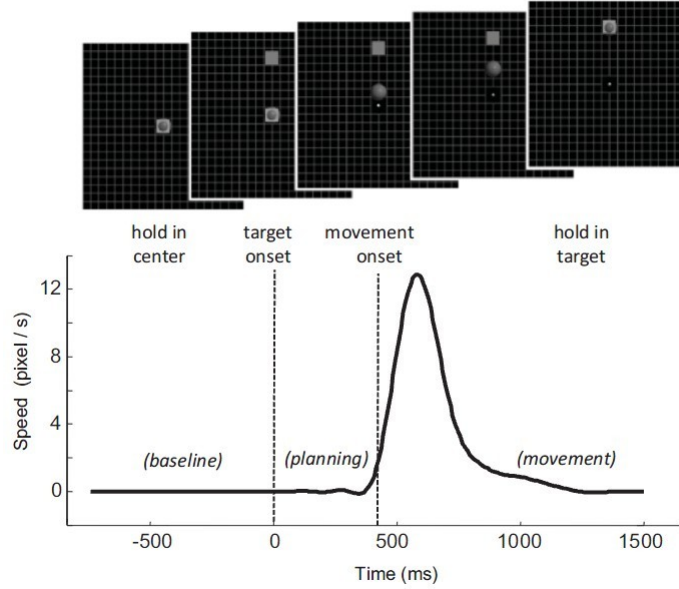 hold in
center
target
onset
movement
onset
hold in
target
12
8
4
0
Speed (pixel / s)
(baseline)
(planning)
(movement)
-500
0
500
1000
1500
Time (ms)